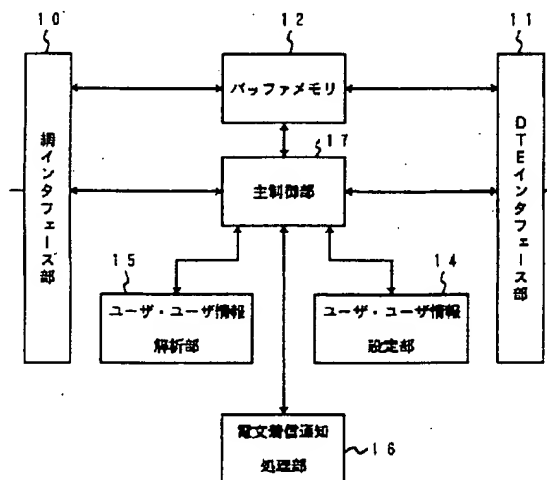 10
12
11
バッファメモリ
17
網インタフェーズ部
主制御部
DTEインタフェース部
15
14
ユーザ・ユーザ情報
解析部
ユーザ・ユーザ情報
設定部
電文着信通知
処理部
16